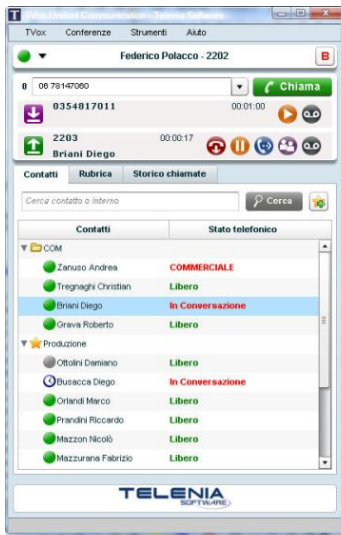 TVox United Communication - Telenia Software
TVox Conferenze Strumenti Aiuto
Federico Polacco - 2202 B
0 06 78147060 Chiama
0354817011 00:01:00
2203 00:00:17
Briani Diego
Contatti Rubrica Storico chiamate
Cerca contatto o interno Cerca
Contatti Stato telefonico
COM
Zanuso Andrea COMMERCIALE
Tregnaghi Christian Libero
Briani Diego In Conversazione
Grava Roberto Libero
Produzione
Ottolini Damiano Libero
Busacca Diego In Conversazione
Orlandi Marco Libero
Prandini Riccardo Libero
Mazzon Nicolò Libero
Mazzurana Fabrizio Libero
TELENIA
SOFTWARE